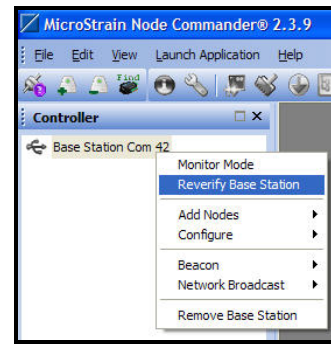 MicroStrain Node Commander® 2.3.9
File Edit View Launch Application Help
Find
Controller
Base Station Com 42
Monitor Mode
Reverify Base Station
Add Nodes
Configure
Beacon
Network Broadcast
Remove Base Station